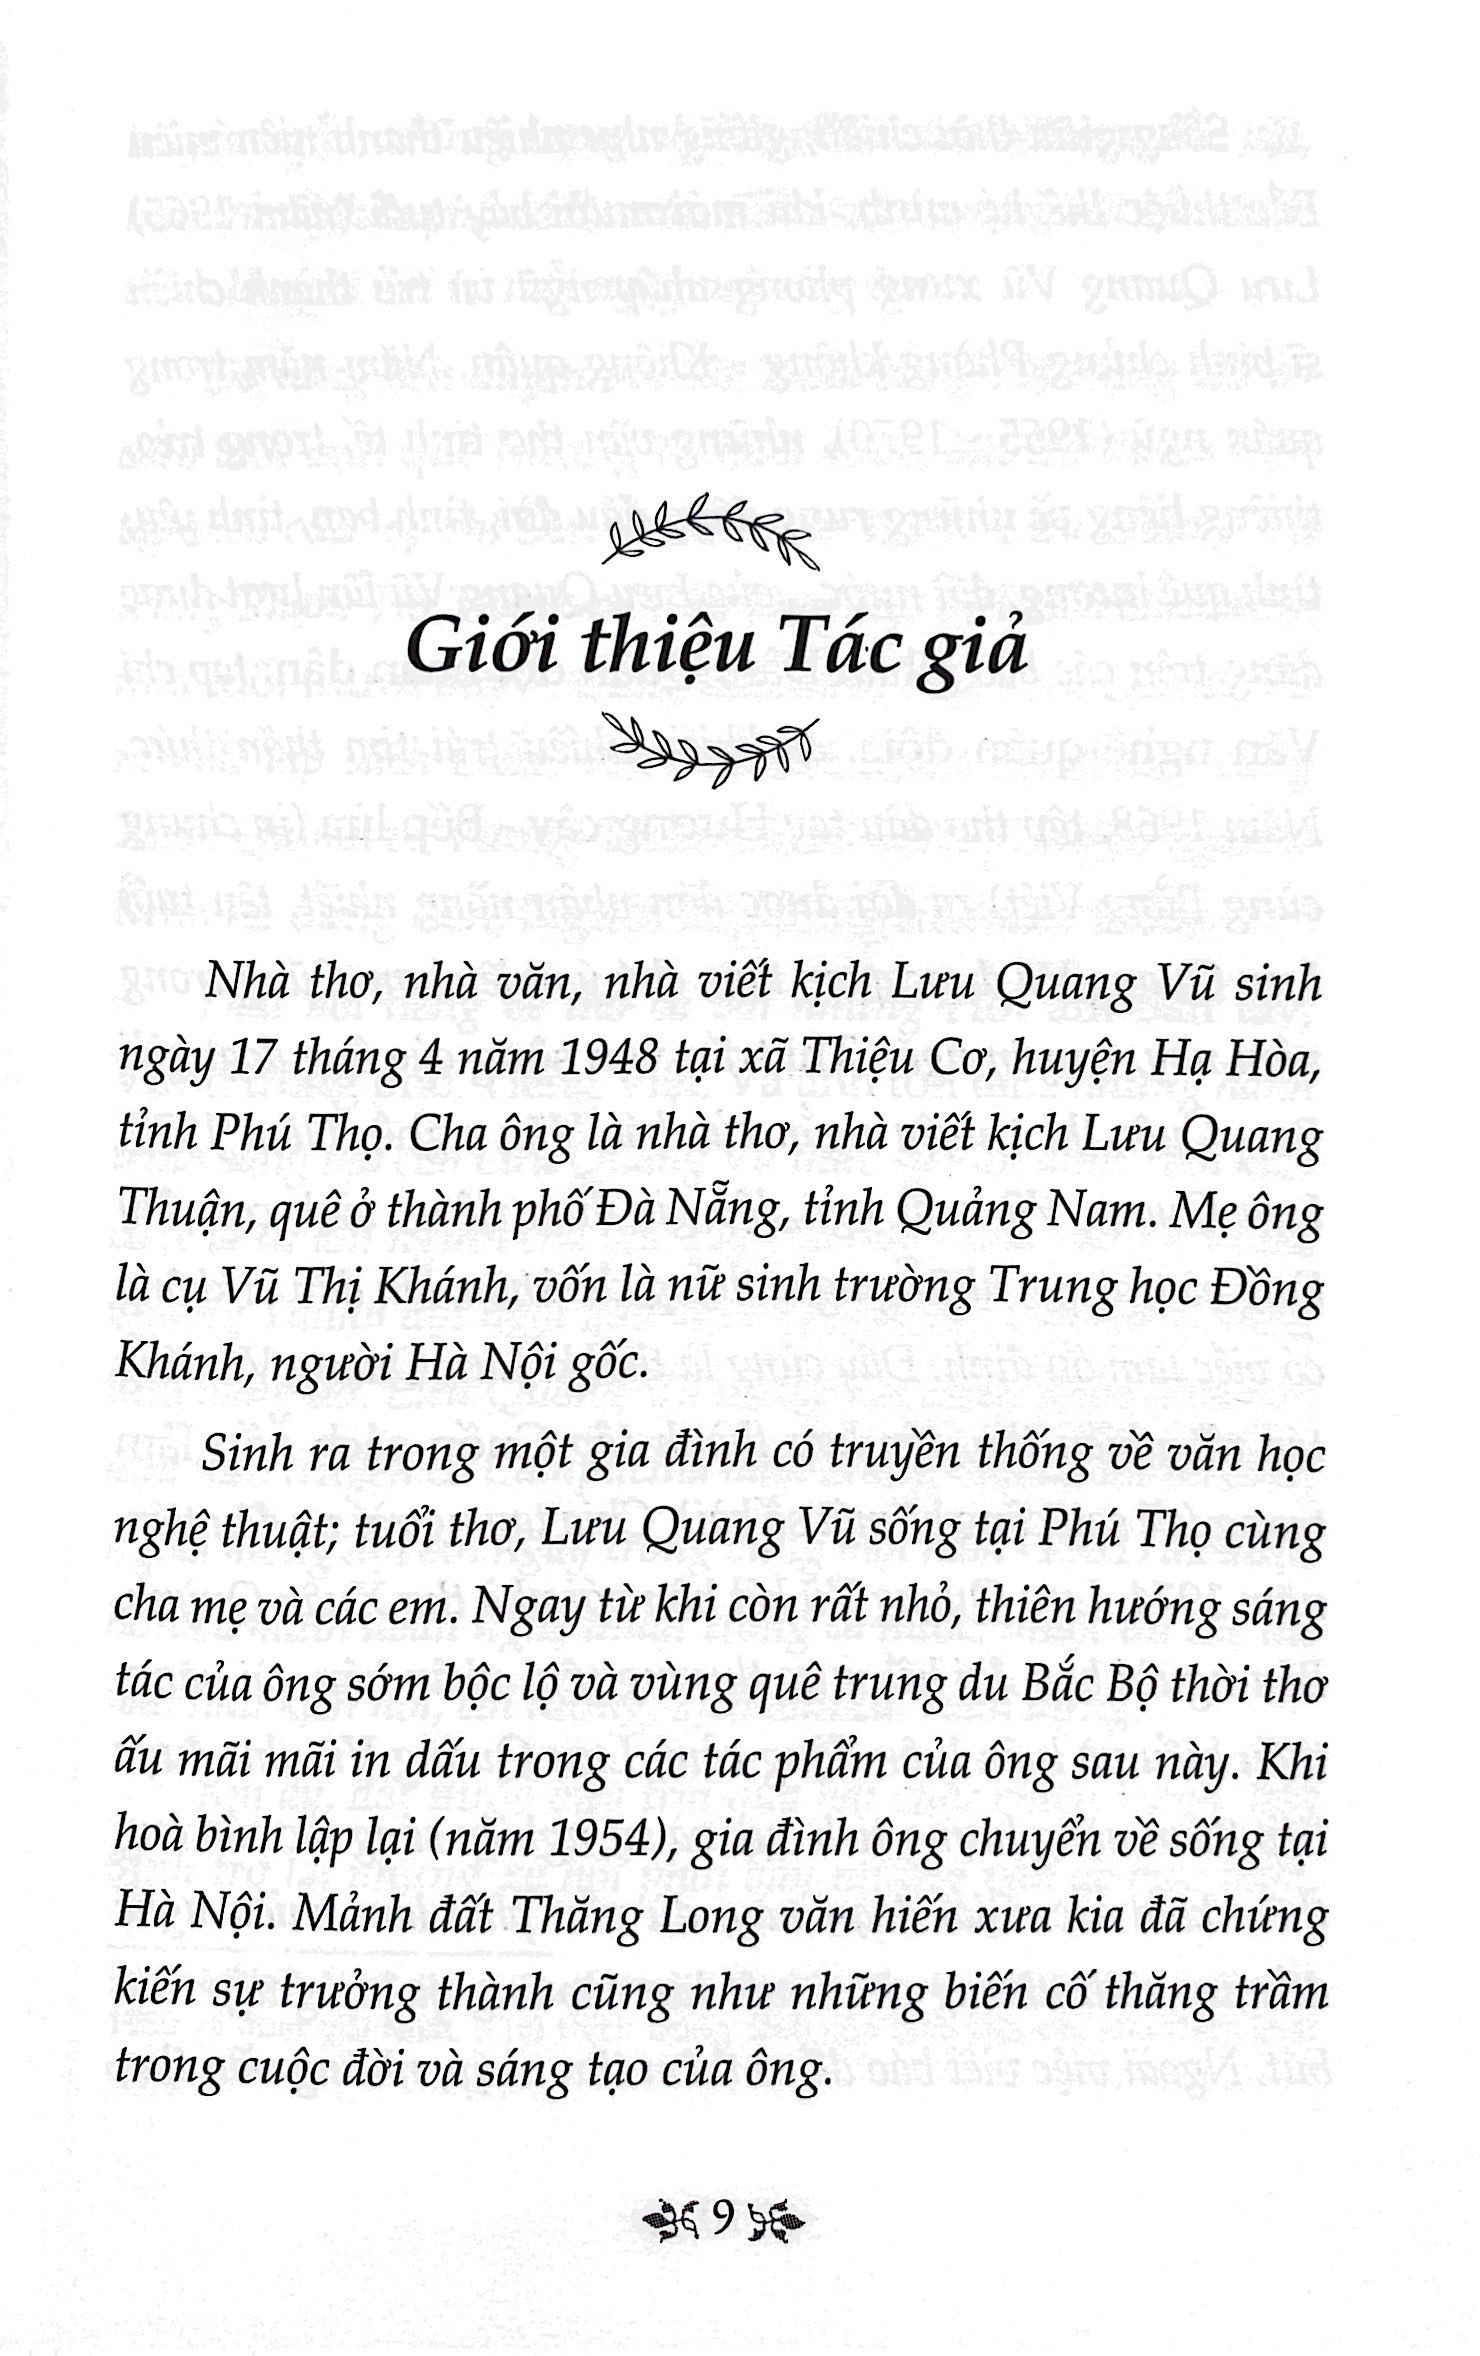 Giới thiệu Tác giả
Nhà thơ, nhà văn, nhà viết kịch Lưu Quang Vũ sinh
ngày 17 tháng 4 năm 1948 tại xã Thiệu Cơ, huyện Hạ Hòa,
tỉnh Phú Thọ. Cha ông là nhà thơ, nhà viết kịch Lưu Quang
Thuận, quê ở thành phố Đà Nẵng, tỉnh Quảng Nam. Mẹ ông
là cụ Vũ Thị Khánh, vốn là nữ sinh trường Trung học Đồng
Khánh, người Hà Nội gốc.
Sinh ra trong một gia đình có truyền thống về văn học
nghệ thuật; tuổi thơ, Lưu Quang Vũ sống tại Phú Thọ cùng
cha mẹ và các em. Ngay từ khi còn rất nhỏ, thiên hướng sáng
tác của ông sớm bộc lộ và vùng quê trung du Bắc Bộ thời thơ
ấu mãi mãi in dấu trong các tác phẩm của ông sau này. Khi
hoà bình lập lại (năm 1954), gia đình ông chuyển về sống tại
Hà Nội. Mảnh đất Thăng Long văn hiến xưa kia đã chứng
kiến sự trưởng thành cũng như những biến cố thăng trầm
trong cuộc đời và sáng tạo của ông.
9